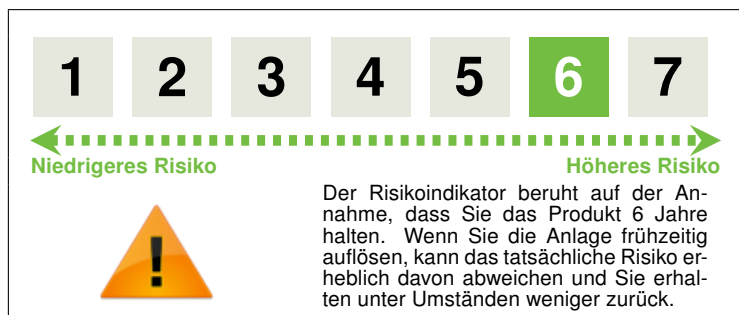 1 2 3 4 5 6 7
Niedrigeres Risiko Höheres Risiko
!
Der Risikoindikator beruht auf der An-
nahme, dass Sie das Produkt 6 Jahre
halten. Wenn Sie die Anlage frühzeitig
auflösen, kann das tatsächliche Risiko er-
heblich davon abweichen und Sie erhal-
ten unter Umständen weniger zurück.